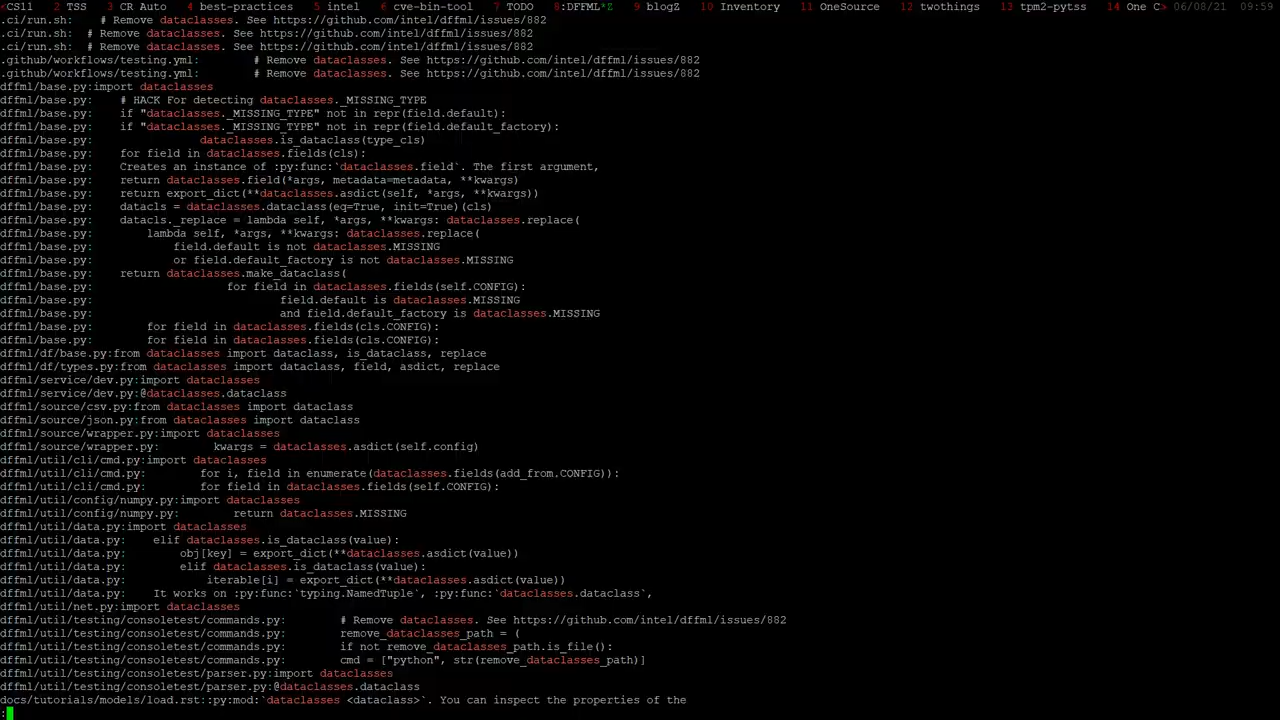 CS11 2 TSS 3 CR Auto 4 best-practices 5 intel 6 cve-bin-tool 7 TODO 8:DFFML*Z 9 blogZ 10 Inventory 11 OneSource 12 twothings 13 tpm2-pytss 14 One C> 06/08/21 09:59
.ci/run.sh: # Remove dataclasses. See https://github.com/intel/dffml/issues/882
.ci/run.sh: # Remove dataclasses. See https://github.com/intel/dffml/issues/882
.ci/run.sh: # Remove dataclasses. See https://github.com/intel/dffml/issues/882
.github/workflows/testing.yml: # Remove dataclasses. See https://github.com/intel/dffml/issues/882
.github/workflows/testing.yml: # Remove dataclasses. See https://github.com/intel/dffml/issues/882
dffml/base.py:import dataclasses
dffml/base.py: # HACK For detecting dataclasses._MISSING_TYPE
dffml/base.py: if "dataclasses._MISSING_TYPE" not in repr(field.default):
dffml/base.py: if "dataclasses._MISSING_TYPE" not in repr(field.default_factory):
dffml/base.py: dataclasses.is_dataclass(type_cls)
dffml/base.py: for field in dataclasses.fields(cls):
dffml/base.py: Creates an instance of :py:func:`dataclasses.field`. The first argument,
dffml/base.py: return dataclasses.field(*args, metadata=metadata, **kwargs)
dffml/base.py: return export_dict(**dataclasses.asdict(self, *args, **kwargs))
dffml/base.py: datacls = dataclasses.dataclass(eq=True, init=True)(cls)
dffml/base.py: datacls._replace = lambda self, *args, **kwargs: dataclasses.replace(
dffml/base.py: lambda self, *args, **kwargs: dataclasses.replace(
dffml/base.py: field.default is not dataclasses.MISSING
dffml/base.py: or field.default_factory is not dataclasses.MISSING
dffml/base.py: return dataclasses.make_dataclass(
dffml/base.py: for field in dataclasses.fields(self.CONFIG):
dffml/base.py: field.default is dataclasses.MISSING
dffml/base.py: and field.default_factory is dataclasses.MISSING
dffml/base.py: for field in dataclasses.fields(cls.CONFIG):
dffml/base.py: for field in dataclasses.fields(cls.CONFIG):
dffml/df/base.py:from dataclasses import dataclass, is_dataclass, replace
dffml/df/types.py:from dataclasses import dataclass, field, asdict, replace
dffml/service/dev.py:import dataclasses
dffml/service/dev.py:@dataclasses.dataclass
dffml/source/csv.py:from dataclasses import dataclass
dffml/source/json.py:from dataclasses import dataclass
dffml/source/wrapper.py:import dataclasses
dffml/source/wrapper.py: kwargs = dataclasses.asdict(self.config)
dffml/util/cli/cmd.py:import dataclasses
dffml/util/cli/cmd.py: for i, field in enumerate(dataclasses.fields(add_from.CONFIG)):
dffml/util/cli/cmd.py: for field in dataclasses.fields(self.CONFIG):
dffml/util/config/numpy.py:import dataclasses
dffml/util/config/numpy.py: return dataclasses.MISSING
dffml/util/data.py:import dataclasses
dffml/util/data.py: elif dataclasses.is_dataclass(value):
dffml/util/data.py: obj[key] = export_dict(**dataclasses.asdict(value))
dffml/util/data.py: elif dataclasses.is_dataclass(value):
dffml/util/data.py: iterable[i] = export_dict(**dataclasses.asdict(value))
dffml/util/data.py: It works on :py:func:`typing.NamedTuple`, :py:func:`dataclasses.dataclass`,
dffml/util/net.py:import dataclasses
dffml/util/testing/consoletest/commands.py: # Remove dataclasses. See https://github.com/intel/dffml/issues/882
dffml/util/testing/consoletest/commands.py: remove_dataclasses_path = (
dffml/util/testing/consoletest/commands.py: if not remove_dataclasses_path.is_file():
dffml/util/testing/consoletest/commands.py: cmd = ["python", str(remove_dataclasses_path)]
dffml/util/testing/consoletest/parser.py:import dataclasses
dffml/util/testing/consoletest/parser.py:@dataclasses.dataclass
docs/tutorials/models/load.rst::py:mod:`dataclasses <dataclass>`. You can inspect the properties of the
: